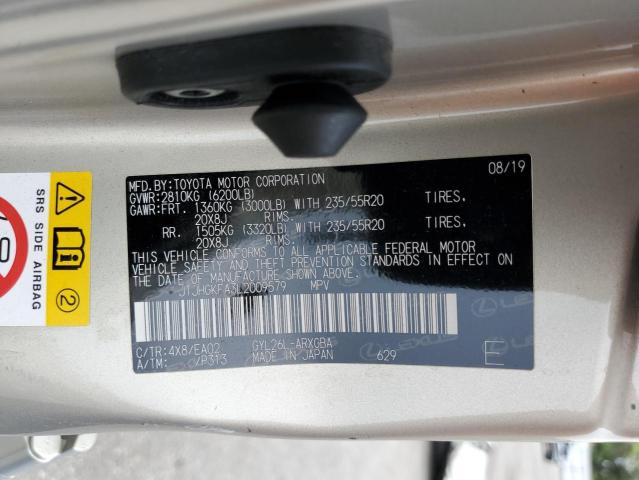 MFD.BY:TOYOTA MOTOR CORPORATION 08/19
GVWR:2810KG (6200LB)
GAWR:FRT. 1360KG (3000LB) WITH 235/55R20 TIRES,
20X8J RIMS,
RR. 1505KG (3320LB) WITH 235/55R20 TIRES,
20X8J RIMS,
THIS VEHICLE CONFORMS TO ALL APPLICABLE FEDERAL MOTOR
VEHICLE SAFETY AND THEFT PREVENTION STANDARDS IN EFFECT ON
THE DATE OF MANUFACTURE SHOWN ABOVE.
JTJHGKFA3L2009579 MPV
C/TR:4X8/EA02 GYL26L-ARXGBA
A/TM: /P313 MADE IN JAPAN 629
E
LEXUS
SRS SIDE AIRBAG
2